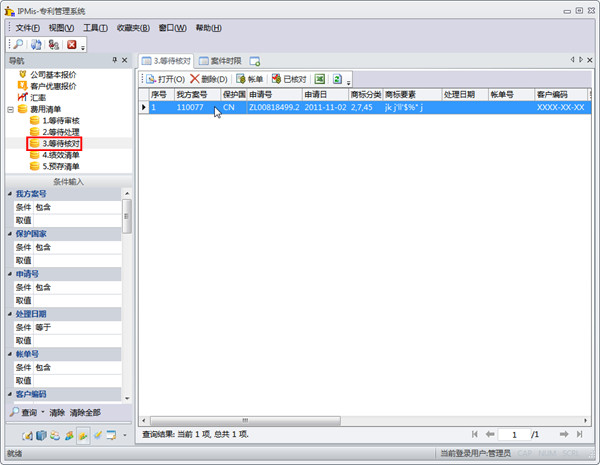 IPMis-专利管理系统
文件(F) 视图(V) 工具(T) 收藏夹(B) 窗口(W) 帮助(H)
导航
公司基本报价
客户优惠报价
汇率
费用清单
1.等待审核
2.等待处理
3.等待核对
4.绩效清单
5.预存清单
条件输入
我方案号
条件 包含
取值
保护国家
条件 包含
取值
申请号
条件 包含
取值
处理日期
条件 等于
取值
帐单号
条件 包含
取值
客户编码
查询 清除 清除全部
3.等待核对 案件时限
打开(O) 删除(D) 帐单 已核对
序号 我方案号 保护国 申请号 申请日 商标分类 商标要素 处理日期 帐单号 客户编码
1 110077 CN ZL00818499.2 2011-11-02 2,7,45 jk j'll'$%" j XXXX-XX-XX
查询结果: 当前 1 项, 总共 1 项.
1 /1
就绪
当前登录用户:管理员 CAP NUM SCRL